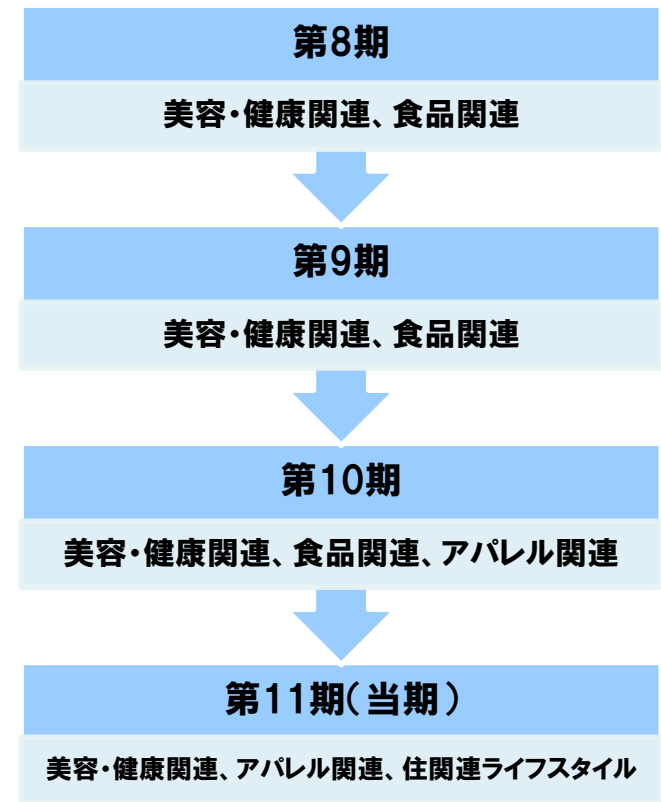 第8期
美容・健康関連、食品関連
第9期
美容・健康関連、食品関連
第10期
美容・健康関連、食品関連、アパレル関連
第11期(当期)
美容・健康関連、アパレル関連、住関連ライフスタイル